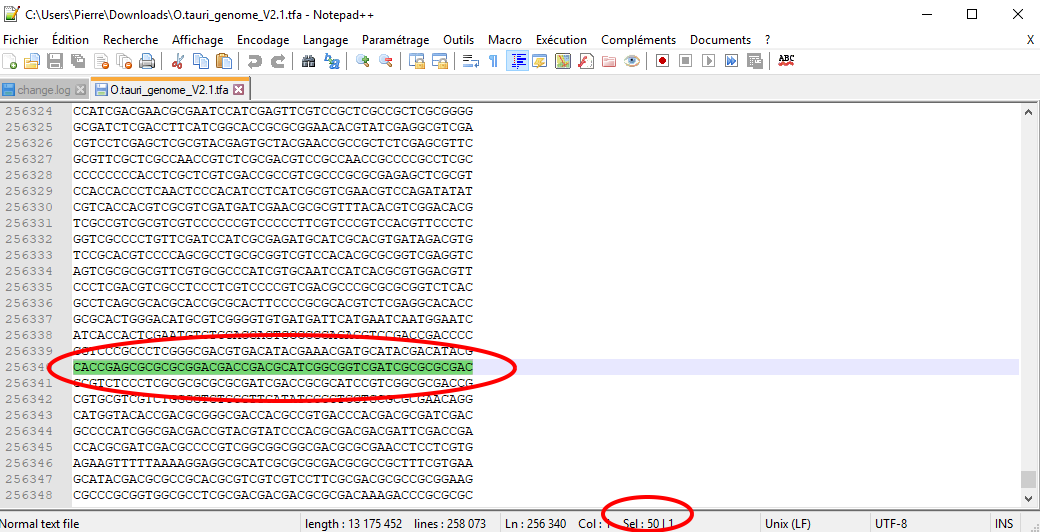 C:\Users\Pierre\Downloads\O.tauri_genome_V2.1.tfa - Notepad++
Fichier Édition Recherche Affichage Encodage Langage Paramétrage Outils Macro Exécution Compléments Documents ? X
change.log O.tauri_genome_V2.1.tfa
256324 CCATCGACGAACGCGAATCCATCGAGTTCGTCCGCTCGCCGCTCGCGGGG
256325 GCGATCTCGACCTTCATCGGCACCGCGCGGAACACGTATCGAGGCGTCGA
256326 CGTCCTCGAGCTCGCGTACGAGTGCTACGAACCGCCGCTCTCGAGCGTTC
256327 GCGTTCGCTCGCCAACCGTCTCGCGACGTCCGCCAACCGCCCCGCCTCGC
256328 CCCCCCCCACCTCGCTCGTCGACCGCCGTCGCCCGCGCGAGAGCTCGCGT
256329 CCACCACCCTCAACTCCCACATCCTCATCGCGTCGAACGTCCAGATATAT
256330 CGTCACCACGTCGCGTCGATGATCGAACGCGCGTTTACACGTCGGACACG
256331 TCGCCGTCGCGTCGTCCCCCCGTCCCCCTTCGTCCCGTCCACGTTCCCTC
256332 GGTCGCCCCTGTTCGATCCATCGCGAGATGCATCGCACGTGATAGACGTG
256333 TCCGCACGTCCCCAGCGCCTGCGCGGTCGTCCACACGCGCGGTCGAGGTC
256334 AGTCGCGCGCGTTCGTGCGCCCATCGTGCAATCCATCACGCGTGGACGTT
256335 CCCTCGACGTCGCCTCCCTCGTCCCCGTCGACGCCCGCGCGCGGTCTCAC
256336 GCCTCAGCGCACGCACCGCGCACTTCCCCGCGCACGTCTCGAGGCACACC
256337 GCGCACTGGGACATGCGTCGGGGTGTGATGATTCATGAATCAATGGAATC
256338
256339
CACCGAGCGCGCGCGGACGACCGACGCATCGGCGGTCGATCGCGCGCGAC
256341 GCGTCTCCCTCGCGCGCGCGCGATCGACCGCGCATCCGTCGGCGCGACCG
256342
256343 CATGGTACACCGACGCGGGCGACCACGCCGTGACCCACGACGCGATCGAC
256344 GCCCCATCGGCGACGACCGTACGTATCCCACGCGACGACGATTCGACCGA
256345 CCACGCGATCGACGCCCCGTCGGCGGCGGCGACGCGCGAACCTCCTCGTG
256346 AGAAGTTTTTAAAAGGAGGCGCATCGCGCGCGACGCGCCGCTTTCGTGAA
256347 GCATACGACGCGCCGCACGCGTCGTCGTCCTTCGCGACGCGCCGCGGAAG
256348 CGCCCGCGGTGGCGCCTCGCGACGACGACGCGCGACAAAGACCCGCGCGC
Normal text file length : 13 175 452 lines : 258 073 Ln : 256 340 Col : 1 Sel : 50 | 1 Unix (LF) UTF-8 INS